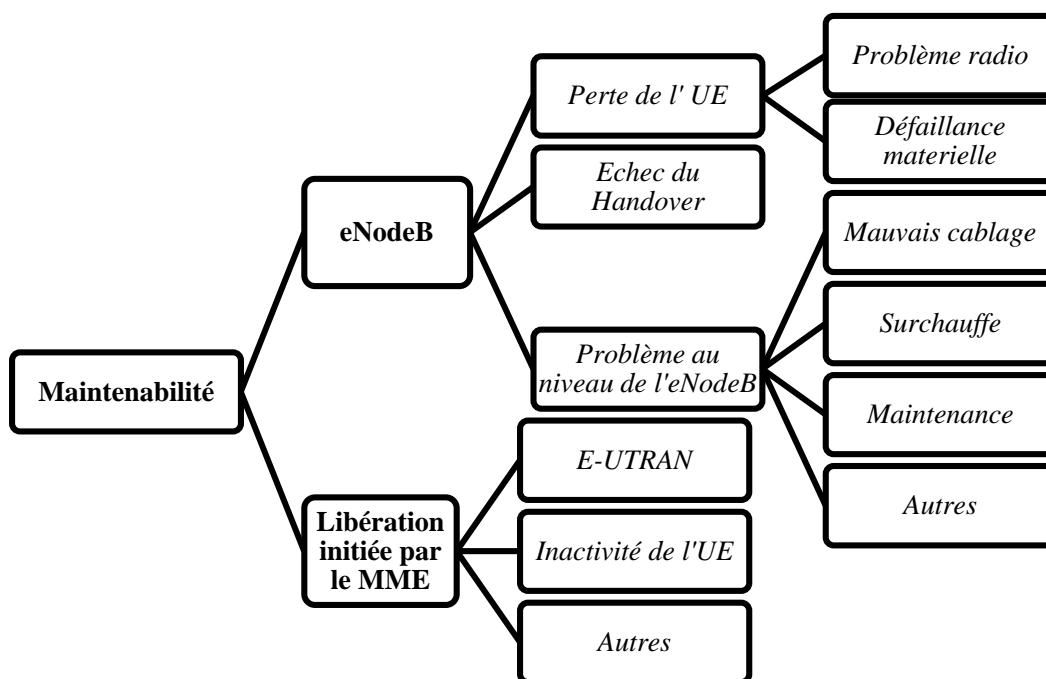 Maintenabilité
eNodeB
Perte de l' UE
Problème radio
Défaillance
materielle
Echec du
Handover
Problème au
niveau de l'eNodeB
Mauvais cablage
Surchauffe
Maintenance
Autres
Libération
initiée par
le MME
E-UTRAN
Inactivité de l'UE
Autres